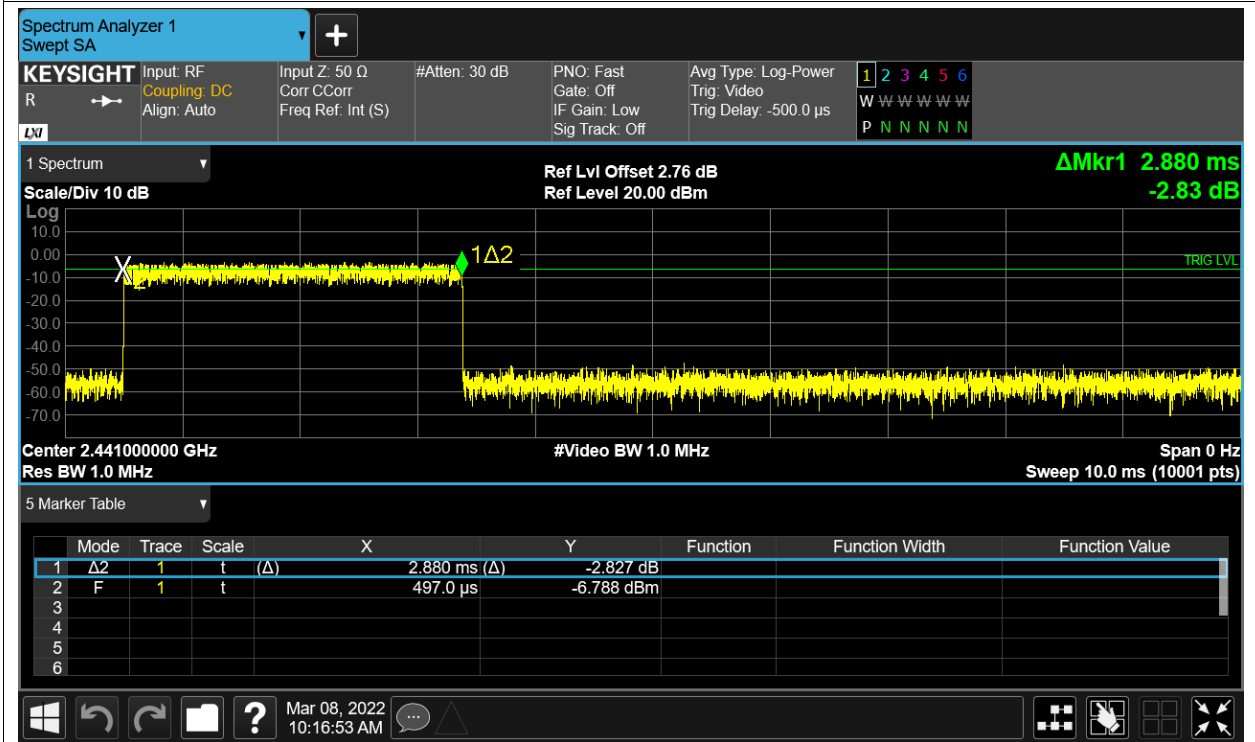 Spectrum Analyzer 1
Swept SA
+
KEYSIGHT Input: RF Input Z: 50 Ω #Atten: 30 dB PNO: Fast Avg Type: Log-Power 1 2 3 4 5 6
R Coupling: DC Corr CCorr Gate: Off Trig: Video W W W W W W
Align: Auto Freq Ref: Int (S) IF Gain: Low Trig Delay: -500.0 µs
LXI Sig Track: Off P N N N N N
1 Spectrum ▼ Ref Lvl Offset 2.76 dB ΔMkr1 2.880 ms
Scale/Div 10 dB Ref Level 20.00 dBm -2.83 dB
Log
10.0
0.00 X 1Δ2 TRIG LVL
-10.0 2
-20.0
-30.0
-40.0
-50.0
-60.0
-70.0
Center 2.441000000 GHz #Video BW 1.0 MHz Span 0 Hz
Res BW 1.0 MHz Sweep 10.0 ms (10001 pts)
5 Marker Table ▼
Mode Trace Scale X Y Function Function Width Function Value
1 Δ2 1 t (Δ) 2.880 ms (Δ) -2.827 dB
2 F 1 t 497.0 µs -6.788 dBm
3
4
5
6
? Mar 08, 2022
10:16:53 AM